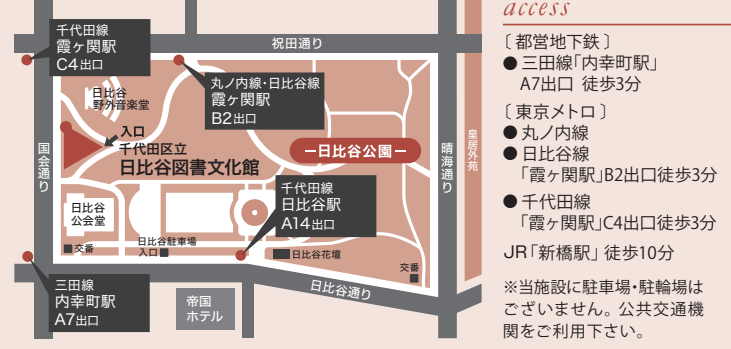 千代田線
霞ヶ関駅
C4出口
祝田通り
丸ノ内線・日比谷線
霞ヶ関駅
B2出口
日比谷
野外音楽堂
入口
千代田区立
日比谷図書文化館
日比谷公園
国会通り
晴海通り
皇居外苑
千代田線
日比谷駅
A14出口
日比谷
公会堂
交番
日比谷駐車場
入口
日比谷花壇
交番
三田線
内幸町駅
A7出口
帝国
ホテル
日比谷通り
access
〔都営地下鉄〕
●三田線「内幸町駅」
A7出口 徒歩3分
〔東京メトロ〕
●丸ノ内線
●日比谷線
「霞ヶ関駅」B2出口徒歩3分
●千代田線
「霞ヶ関駅」C4出口徒歩3分
JR「新橋駅」徒歩10分
※当施設に駐車場・駐輪場は
ございません。公共交通機
関をご利用下さい。